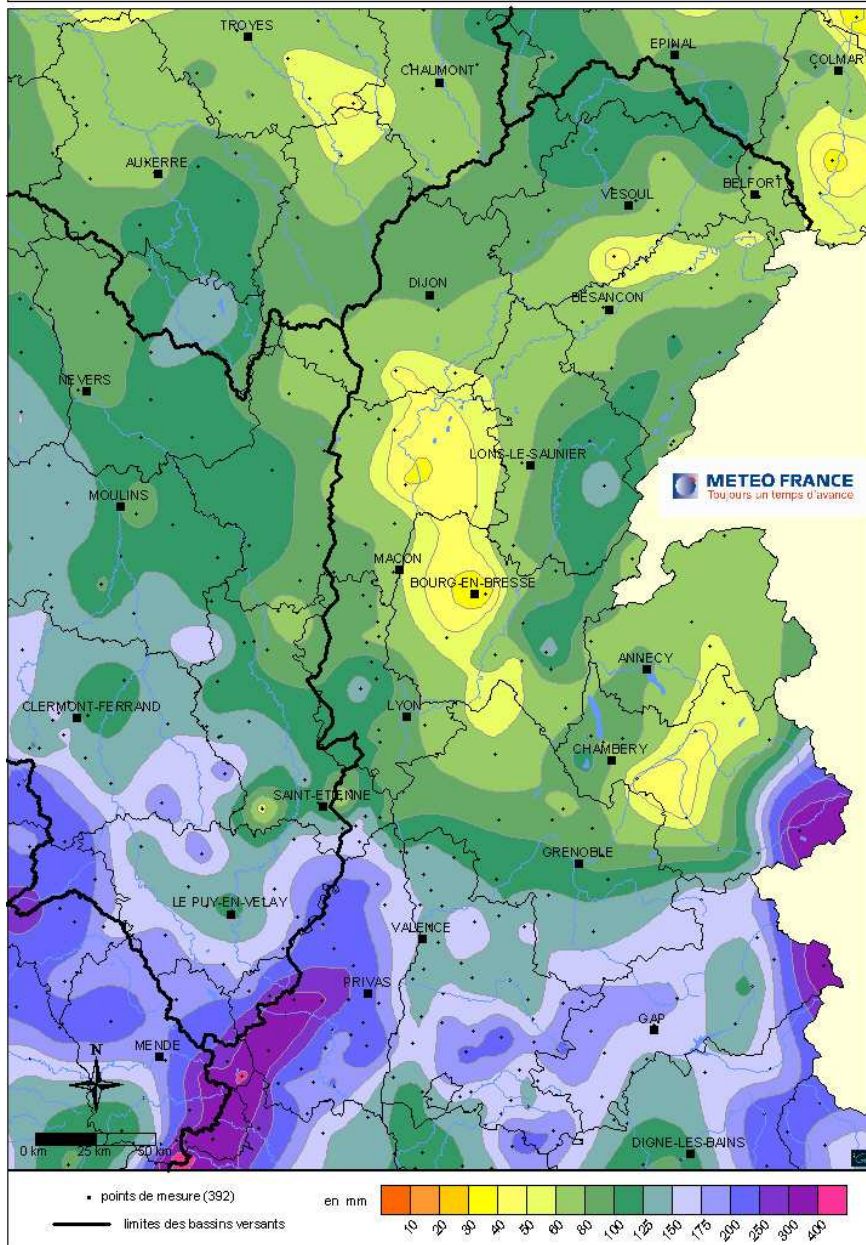 TROYES
EPINAL
CHAUMONT
COLMAR
AUXERRE
BELFORT
VESOUL
DIJON
BESANCON
NEVERS
LONS-LE-SAUNIER
METEO FRANCE
Toujours un temps d'avance
MOULINS
MACON
BOURG-EN-BRESSE
ANNECY
CLERMONT-FERRAND
LYON
CHAMBERY
SAINT-ETIENNE
GRENOBLE
LE PUY-EN-VELAY
VALENCE
PRIVAS
GAP
MENDE
N
DIGNE-LES-BAINS
0 km 25 km 50 km
points de mesure (392)
limites des bassins versants
en mm
10 20 30 40 50 60 80 100 125 150 175 200 250 300 400